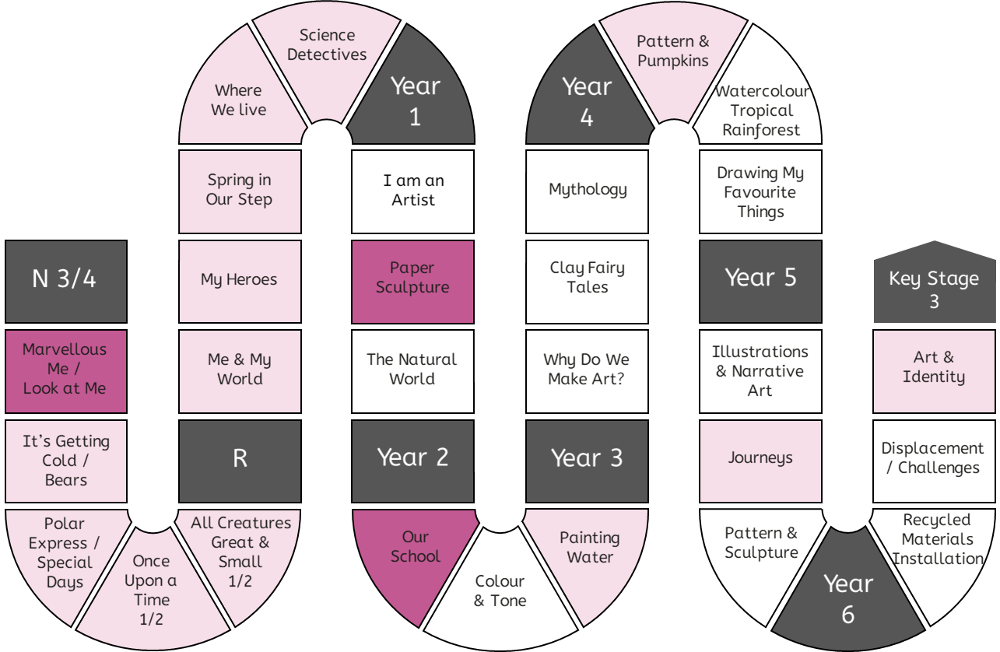 N 3/4
Marvellous
Me /
Look at Me
It's Getting
Cold /
Bears
Polar
Express /
Special
Days
Once
Upon a
Time
1/2
All Creatures
Great &
Small
1/2
R
Me & My
World
My Heroes
Spring in
Our Step
Where
We live
Science
Detectives
Year
1
I am an
Artist
Paper
Sculpture
The Natural
World
Year 2
Our
School
Colour
& Tone
Painting
Water
Year 3
Why Do We
Make Art?
Clay Fairy
Tales
Mythology
Year
4
Pattern &
Pumpkins
Watercolour
Tropical
Rainforest
Drawing My
Favourite
Things
Year 5
Illustrations
& Narrative
Art
Journeys
Pattern &
Sculpture
Year
6
Recycled
Materials
Installation
Displacement
/ Challenges
Art &
Identity
Key Stage
3